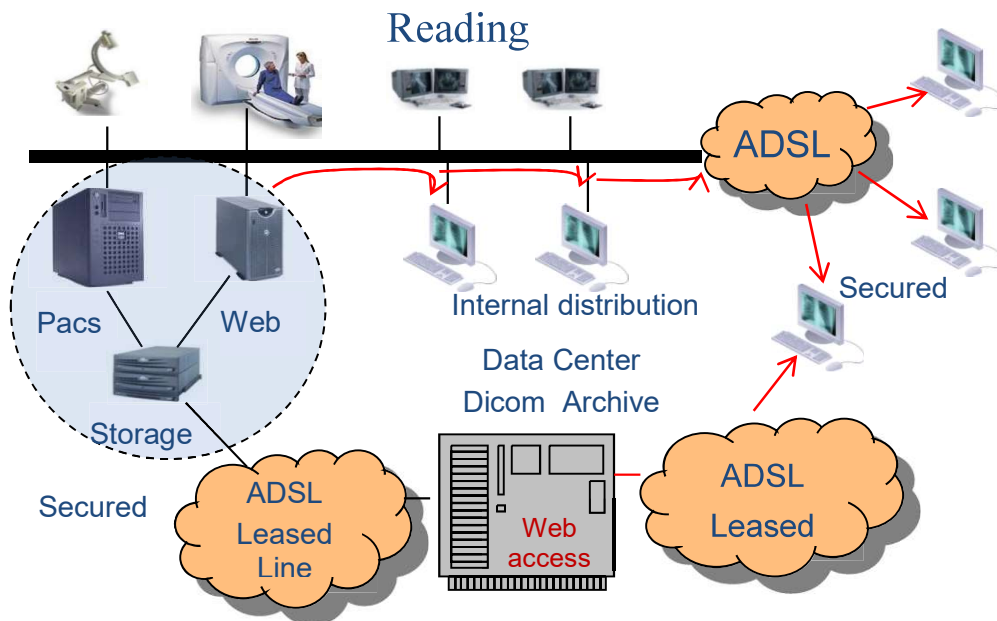 Reading
ADSL
Pacs
Web
Internal distribution
Secured
Data Center
Dicom Archive
Storage
Secured
ADSL
Leased
Line
Web
access
ADSL
Leased